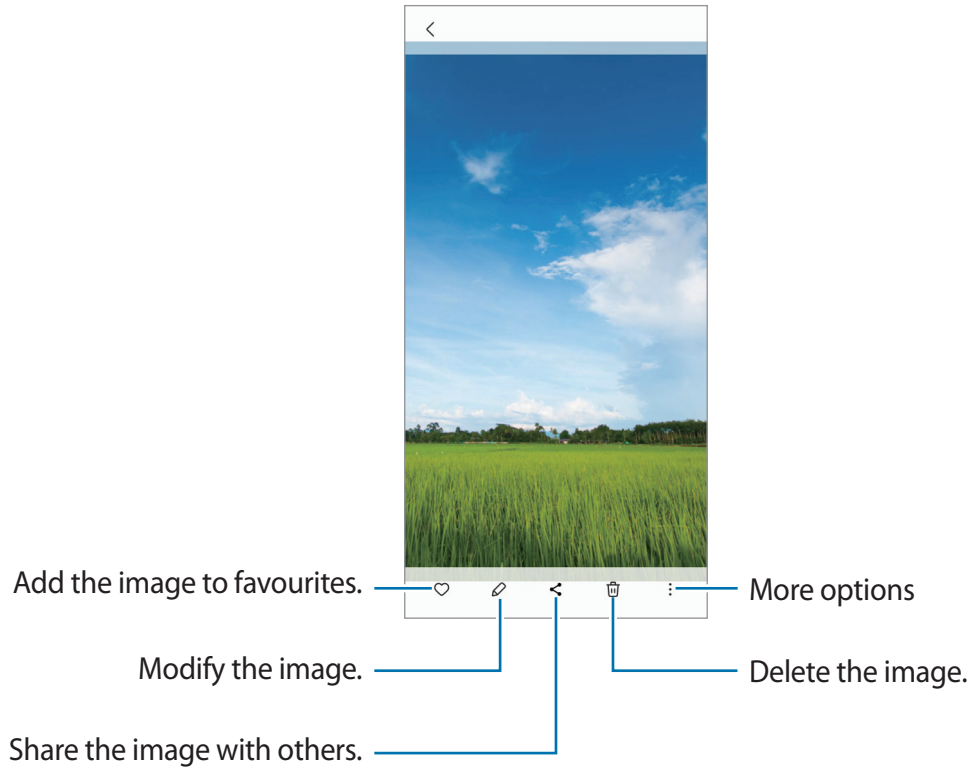 Add the image to favourites.
More options
Modify the image.
Delete the image.
Share the image with others.